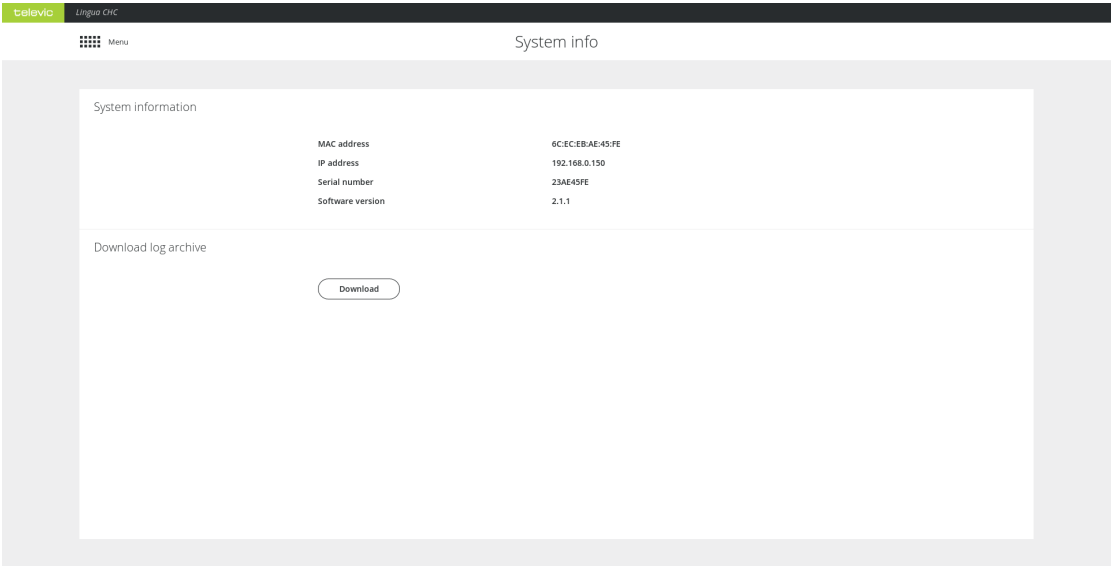 televic Lingua CHC
Menu System info
System information
MAC address 6C:EC:EB:AE:45:FE
IP address 192.168.0.150
Serial number 23AE45FE
Software version 2.1.1
Download log archive
Download